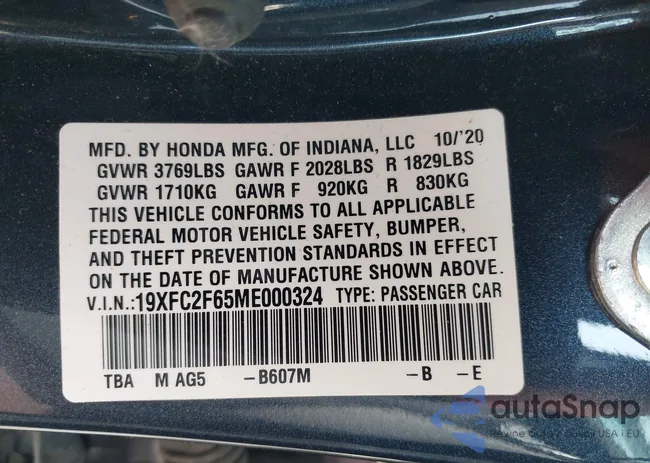 MFD. BY HONDA MFG. OF INDIANA, LLC 10/'20
GVWR 3769LBS GAWR F 2028LBS R 1829LBS
GVWR 1710KG GAWR F 920KG R 830KG
THIS VEHICLE CONFORMS TO ALL APPLICABLE
FEDERAL MOTOR VEHICLE SAFETY, BUMPER,
AND THEFT PREVENTION STANDARDS IN EFFECT
ON THE DATE OF MANUFACTURE SHOWN ABOVE.
V.I.N.:19XFC2F65ME000324 TYPE: PASSENGER CAR
TBA M AG5 -B607M -B -E
autoSnap
USA i EU